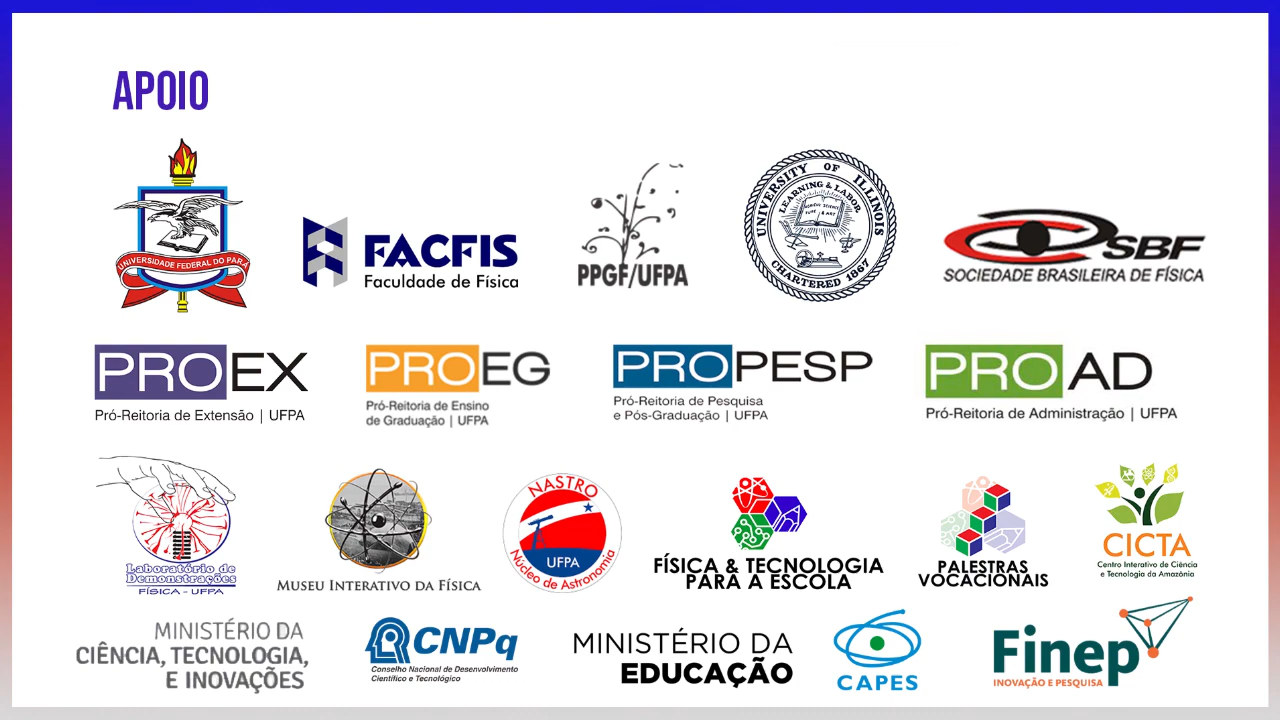 APOIO
UNIVERSIDADE FEDERAL DO PARÁ
FACFIS
Faculdade de Física
PPGF/UFPA
UNIVERSITY OF ILLINOIS
LEARNING & LABOR
CHARTERED 1867
SBF
SOCIEDADE BRASILEIRA DE FÍSICA
PROEX
Pró-Reitoria de Extensão | UFPA
PROEG
Pró-Reitoria de Ensino
de Graduação | UFPA
PROPESP
Pró-Reitoria de Pesquisa
e Pós-Graduação | UFPA
PROAD
Pró-Reitoria de Administração | UFPA
Laboratório de
Demonstrações
FÍSICA - UFPA
MUSEU INTERATIVO DA FÍSICA
NASTRO
UFPA
Núcleo de Astronomia
FÍSICA & TECNOLOGIA
PARA A ESCOLA
PALESTRAS
VOCACIONAIS
CICTA
Centro Interativo de Ciência
e Tecnologia da Amazônia
MINISTÉRIO DA
CIÊNCIA, TECNOLOGIA,
E INOVAÇÕES
CNPq
Conselho Nacional de Desenvolvimento
Científico e Tecnológico
MINISTÉRIO DA
EDUCAÇÃO
CAPES
Finep
INOVAÇÃO E PESQUISA